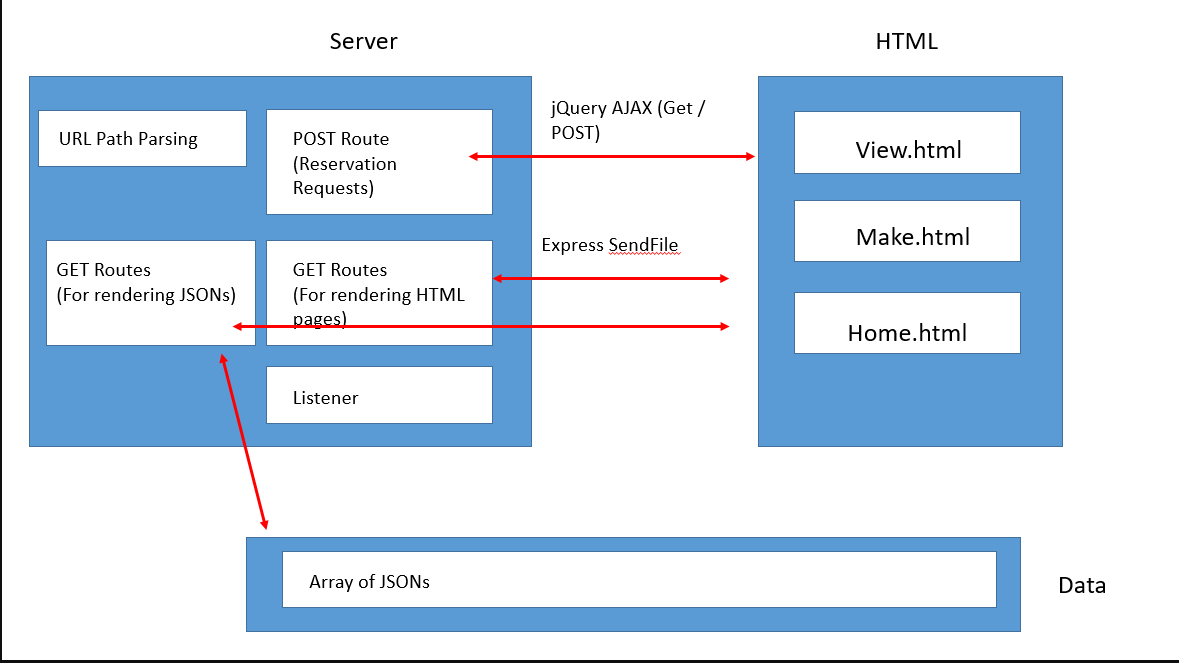 Server
HTML
URL Path Parsing
POST Route
(Reservation
Requests)
jQuery AJAX (Get /
POST)
View.html
Make.html
Home.html
GET Routes
(For rendering JSONs)
GET Routes
(For rendering HTML
pages)
Express SendFile
Listener
Array of JSONs
Data